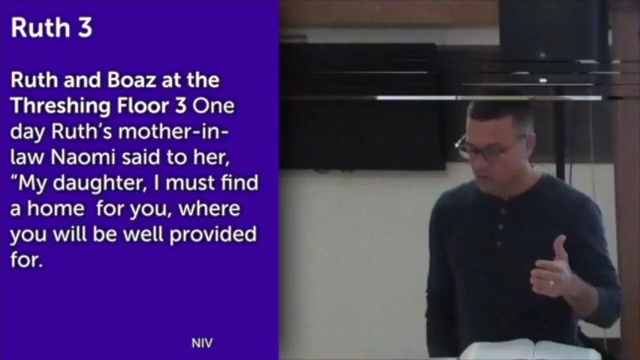 Ruth 3
Ruth and Boaz at the
Threshing Floor 3 One
day Ruth’s mother-in-
law Naomi said to her,
“My daughter, I must find
a home  for you, where
you will be well provided
for.
NIV